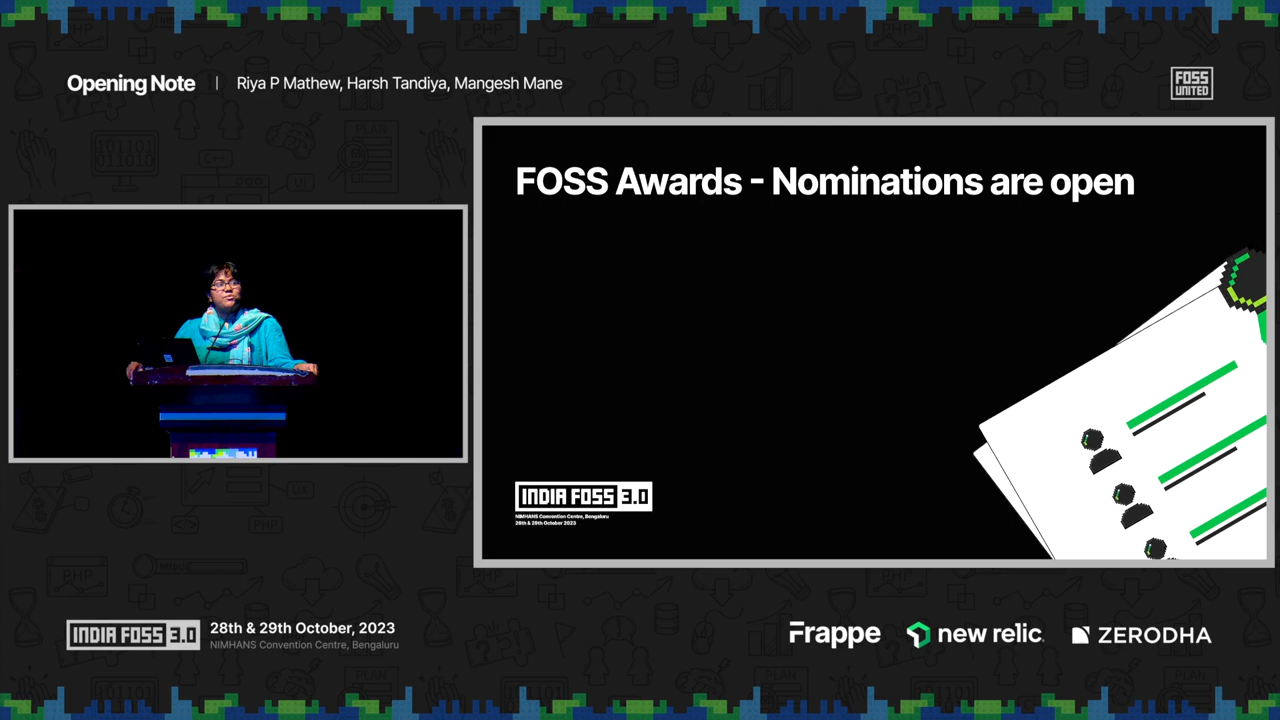 Opening Note | Riya P Mathew, Harsh Tandiya, Mangesh Mane
FOSS
UNITED
FOSS Awards - Nominations are open
INDIA FOSS 3.0
NIMHANS Convention Centre, Bengaluru
28th & 29th October 2023
INDIA FOSS 3.0
28th & 29th October, 2023
NIMHANS Convention Centre, Bengaluru
Frappe
new relic
ZERODHA